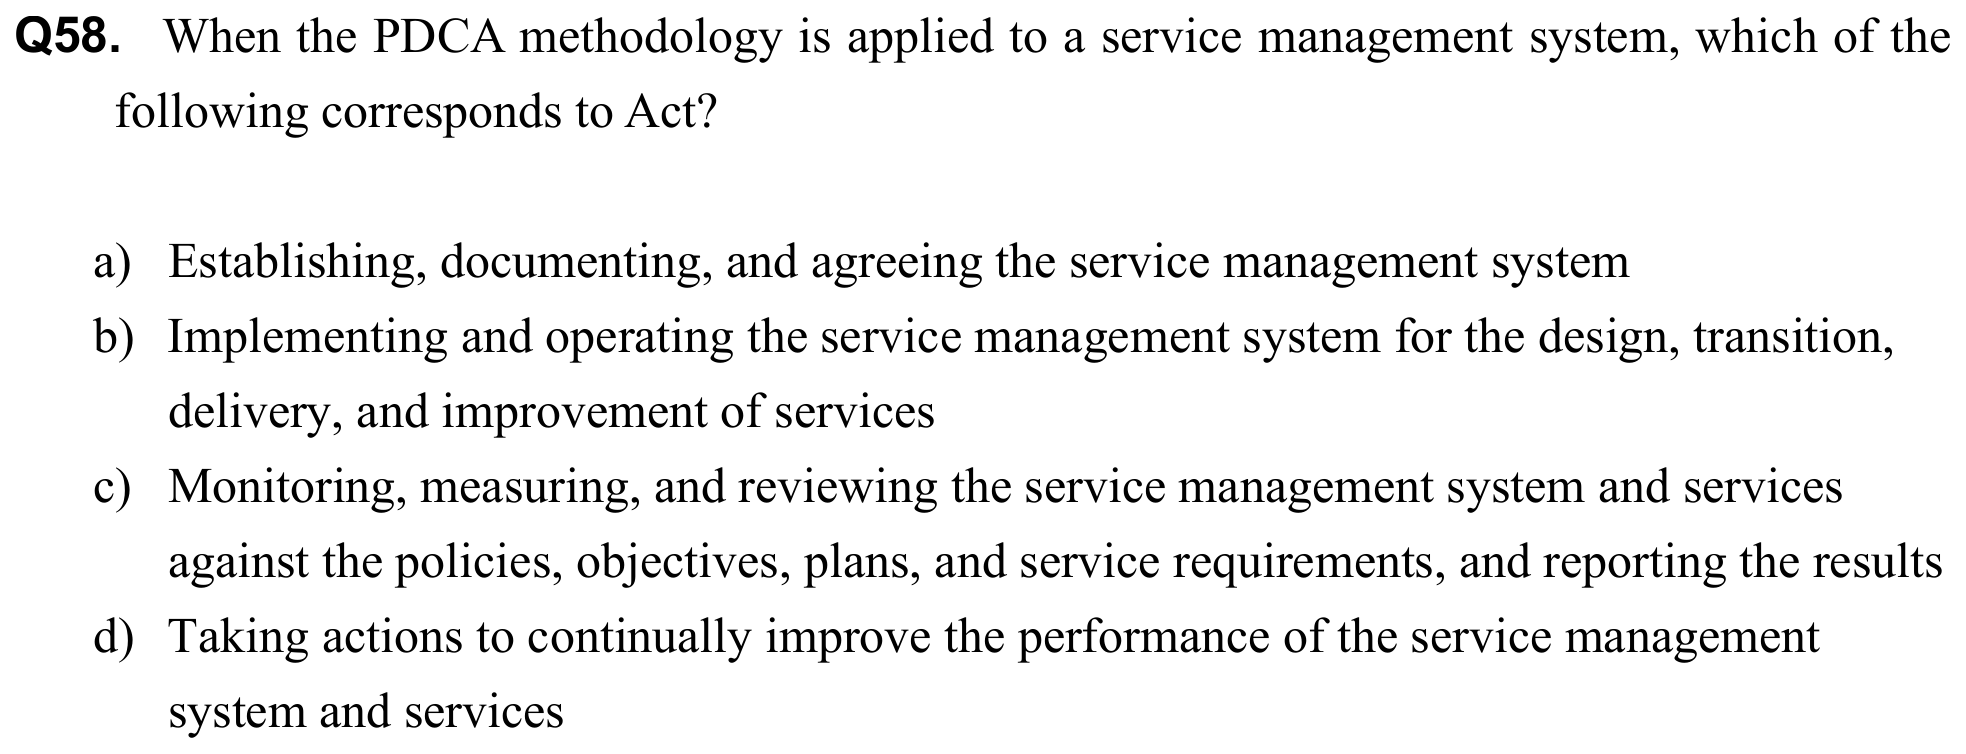 Q58. When the PDCA methodology is applied to a service management system, which of the
following corresponds to Act?
a) Establishing, documenting, and agreeing the service management system
b) Implementing and operating the service management system for the design, transition,
delivery, and improvement of services
c) Monitoring, measuring, and reviewing the service management system and services
against the policies, objectives, plans, and service requirements, and reporting the results
d) Taking actions to continually improve the performance of the service management
system and services